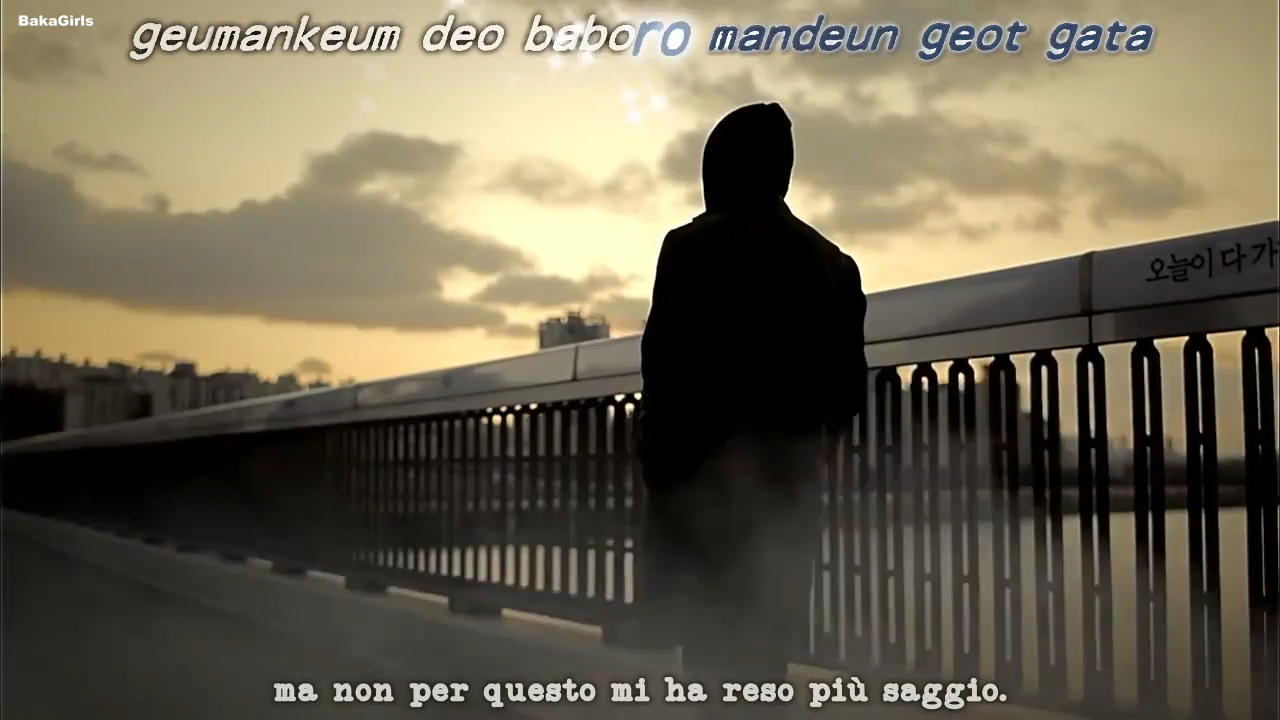 BakaGirls
geumankeum deo baboro mandeun geot gata
오늘이 다 가
ma non per questo mi ha reso più saggio.